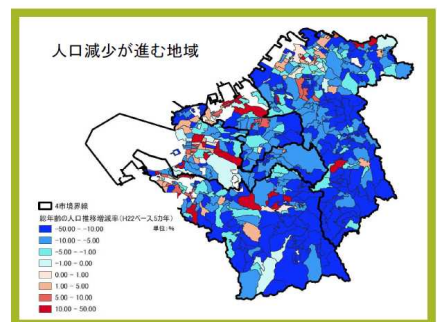 人口減少が進む地域
4市境界線
総年齢の人口推移増減率(H22ベース5カ年)
単位:%
-50.00 - -10.00
-10.00 - -5.00
-5.00 - -1.00
-1.00 - 0.00
0.00 - 1.00
1.00 - 5.00
5.00 - 10.00
10.00 - 50.00